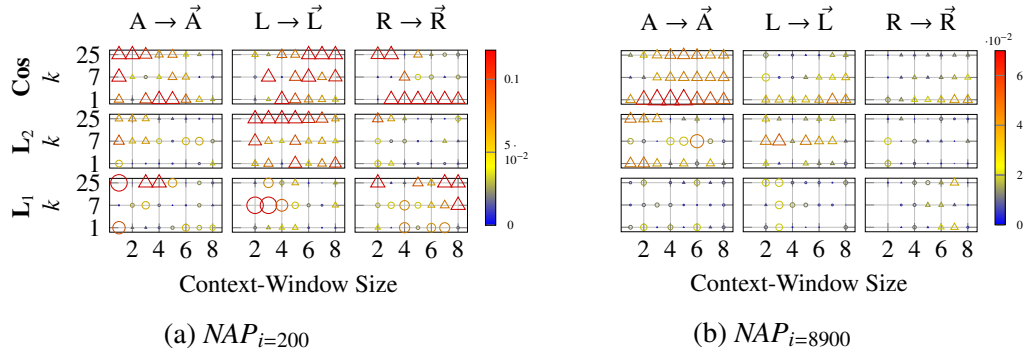 A → A⃗ L → L⃗ R → R⃗
Cos k 25 7 1
L₂ k 25 7 1
L₁ k 25 7 1
0.1
5
10⁻²
0
2 4 6 8 2 4 6 8 2 4 6 8
Context-Window Size
(a) NAPᵢ₌₂₀₀
A → A⃗ L → L⃗ R → R⃗
·10⁻²
6
4
2
0
2 4 6 8 2 4 6 8 2 4 6 8
Context-Window Size
(b) NAPᵢ₌₈₉₀₀